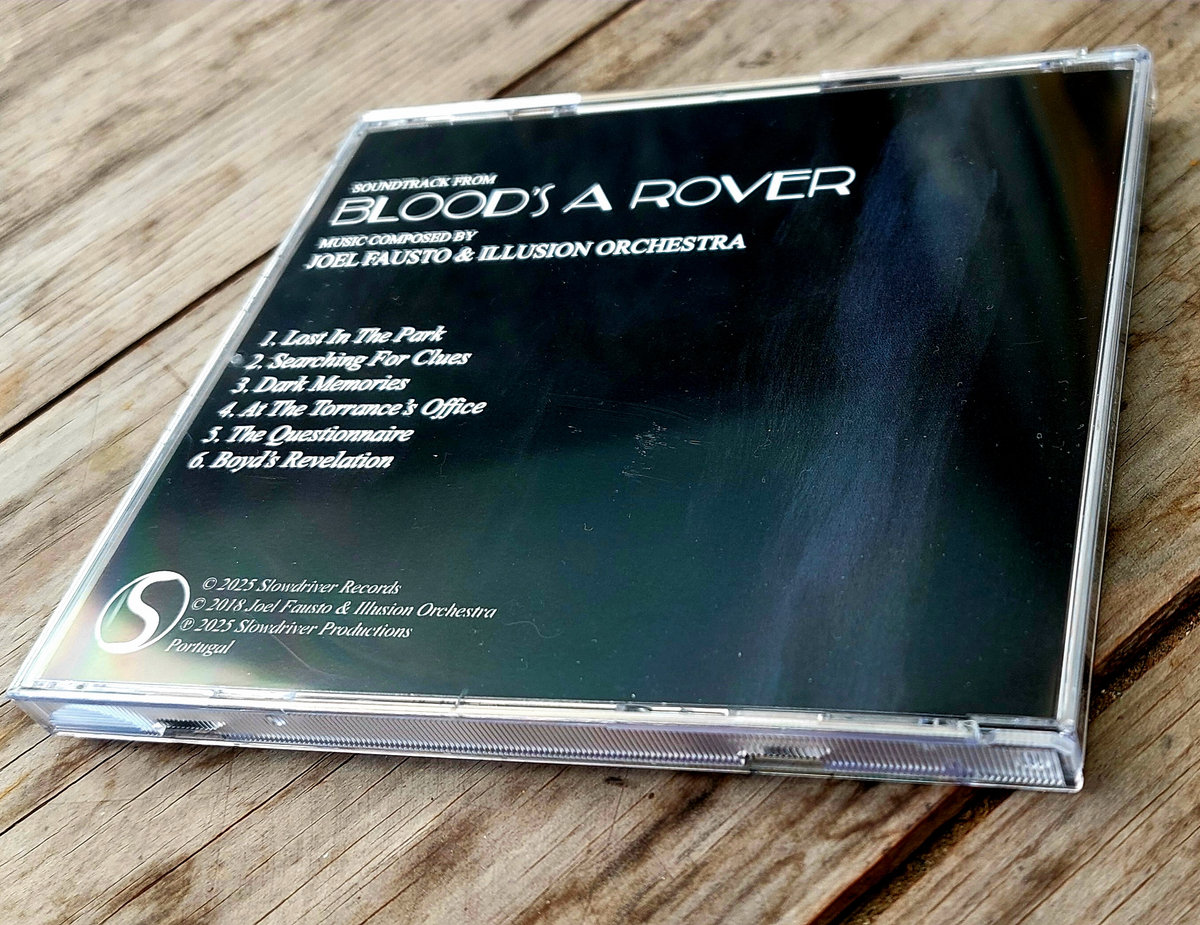 SOUNDTRACK FROM
BLOOD'S A ROVER
MUSIC COMPOSED BY
JOEL FAUSTO & ILLUSION ORCHESTRA
1. Lost In The Park
2. Searching For Clues
3. Dark Memories
4. At The Torrance's Office
5. The Questionnaire
6. Boyd's Revelation
S
© 2025 Slowdriver Records
© 2018 Joel Fausto & Illusion Orchestra
℗ 2025 Slowdriver Productions
Portugal